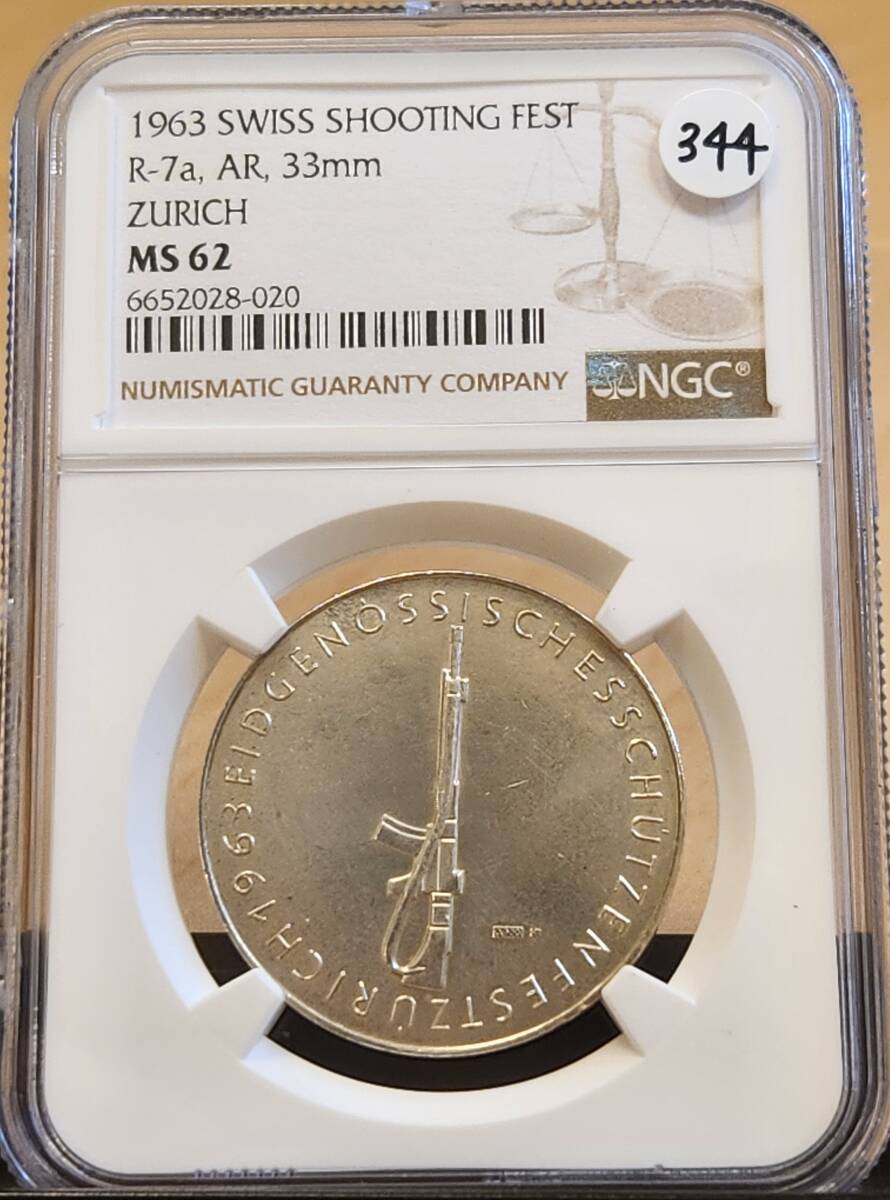 1963 SWISS SHOOTING FEST
R-7a, AR, 33mm
ZURICH
MS 62
6652028-020
NUMISMATIC GUARANTY COMPANY
NGC®
344
1963 EIDGENÖSSISCHES SCHÜTZENFEST ZÜRICH